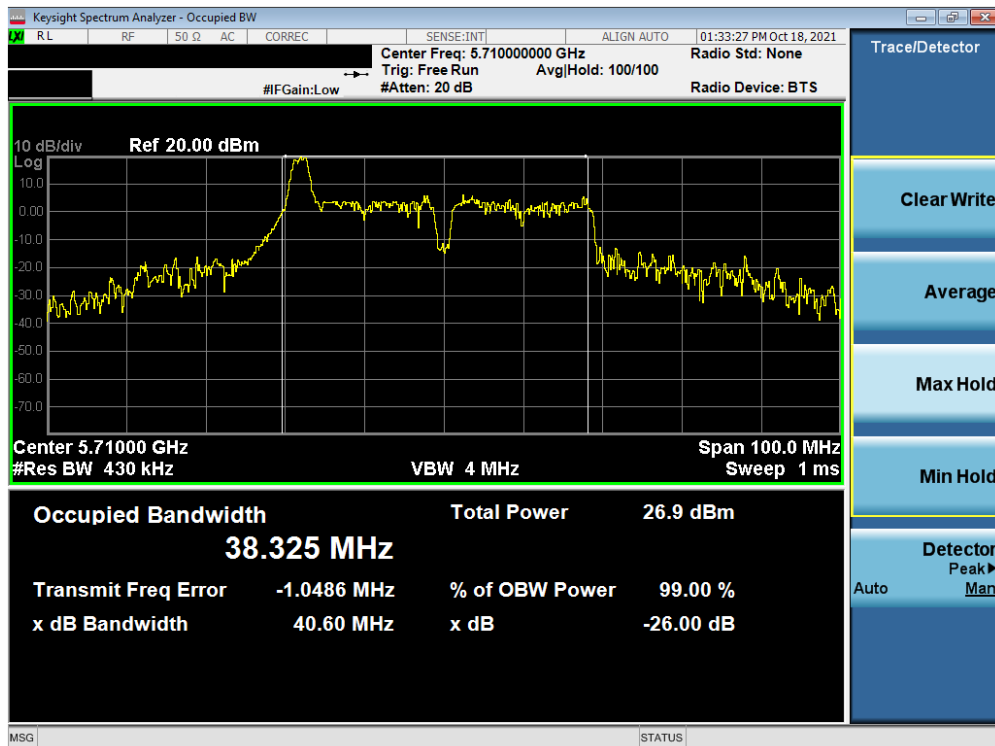 Keysight Spectrum Analyzer - Occupied BW
LXI RL RF 50 Ω AC CORREC SENSE:INT ALIGN AUTO 01:33:27 PM Oct 18, 2021
Center Freq: 5.710000000 GHz Radio Std: None
Trig: Free Run Avg|Hold: 100/100
#IFGain:Low #Atten: 20 dB Radio Device: BTS
Trace/Detector
10 dB/div Ref 20.00 dBm
Log
10.0
0.00
-10.0
-20.0
-30.0
-40.0
-50.0
-60.0
-70.0
Center 5.71000 GHz Span 100.0 MHz
#Res BW 430 kHz VBW 4 MHz Sweep 1 ms
Occupied Bandwidth Total Power 26.9 dBm
38.325 MHz
Transmit Freq Error -1.0486 MHz % of OBW Power 99.00 %
x dB Bandwidth 40.60 MHz x dB -26.00 dB
Clear Write
Average
Max Hold
Min Hold
Detector
Peak▶
Auto Man
MSG STATUS